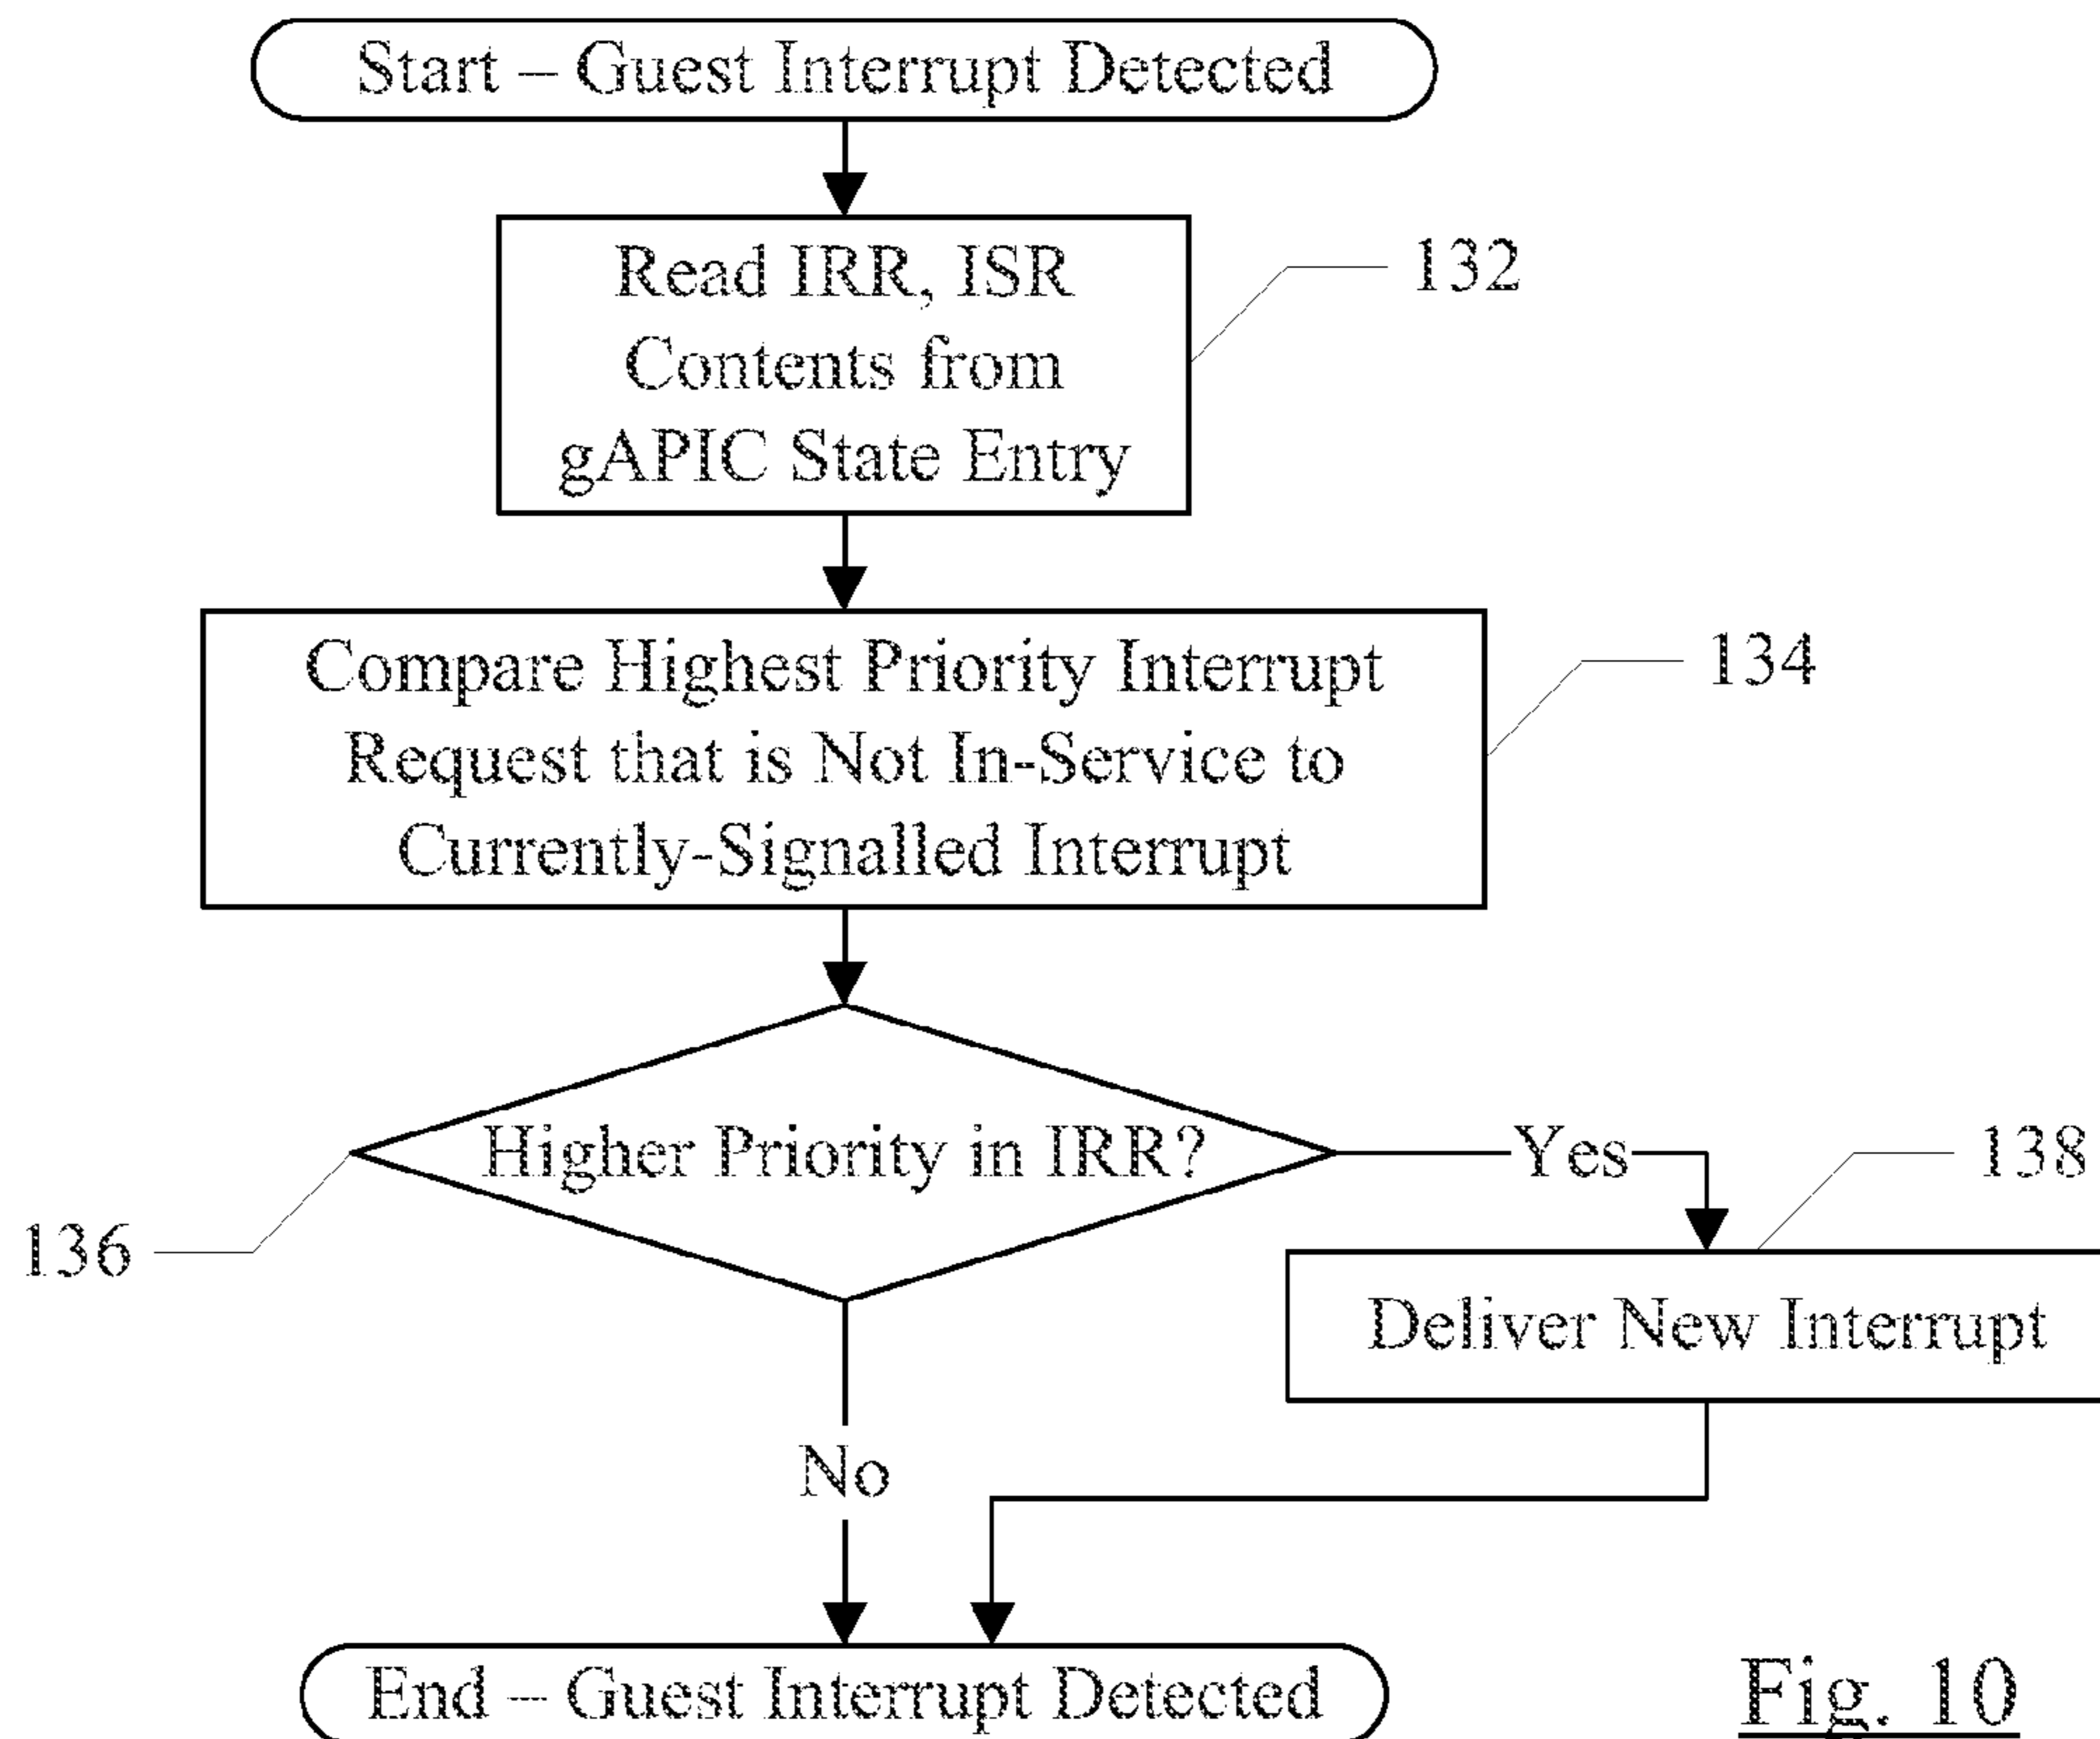 Start – Guest Interrupt Detected
Read IRR, ISR
Contents from
gAPIC State Entry
132
Compare Highest Priority Interrupt
Request that is Not In-Service to
Currently-Signalled Interrupt
134
Higher Priority in IRR?
136
Yes
138
Deliver New Interrupt
No
End – Guest Interrupt Detected
Fig. 10